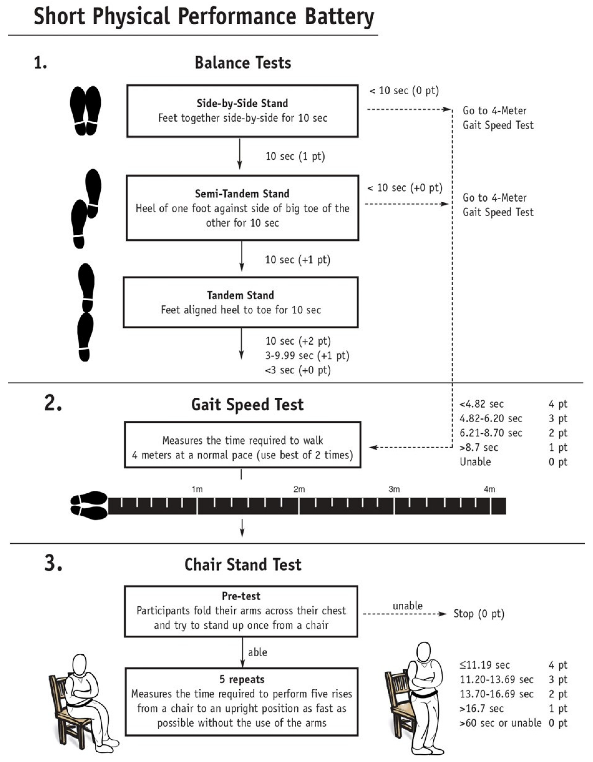 Short Physical Performance Battery
1.
Balance Tests
Side-by-Side Stand
Feet together side-by-side for 10 sec
< 10 sec (0 pt)
Go to 4-Meter
Gait Speed Test
10 sec (1 pt)
Semi-Tandem Stand
Heel of one foot against side of big toe of the
other for 10 sec
< 10 sec (+0 pt)
Go to 4-Meter
Gait Speed Test
10 sec (+1 pt)
Tandem Stand
Feet aligned heel to toe for 10 sec
10 sec (+2 pt)
3-9.99 sec (+1 pt)
<3 sec (+0 pt)
2.
Gait Speed Test
Measures the time required to walk
4 meters at a normal pace (use best of 2 times)
<4.82 sec 4 pt
4.82-6.20 sec 3 pt
6.21-8.70 sec 2 pt
>8.7 sec 1 pt
Unable 0 pt
1m 2m 3m 4m
3.
Chair Stand Test
Pre-test
Participants fold their arms across their chest
and try to stand up once from a chair
unable
Stop (0 pt)
able
5 repeats
Measures the time required to perform five rises
from a chair to an upright position as fast as
possible without the use of the arms
≤11.19 sec 4 pt
11.20-13.69 sec 3 pt
13.70-16.69 sec 2 pt
>16.7 sec 1 pt
>60 sec or unable 0 pt